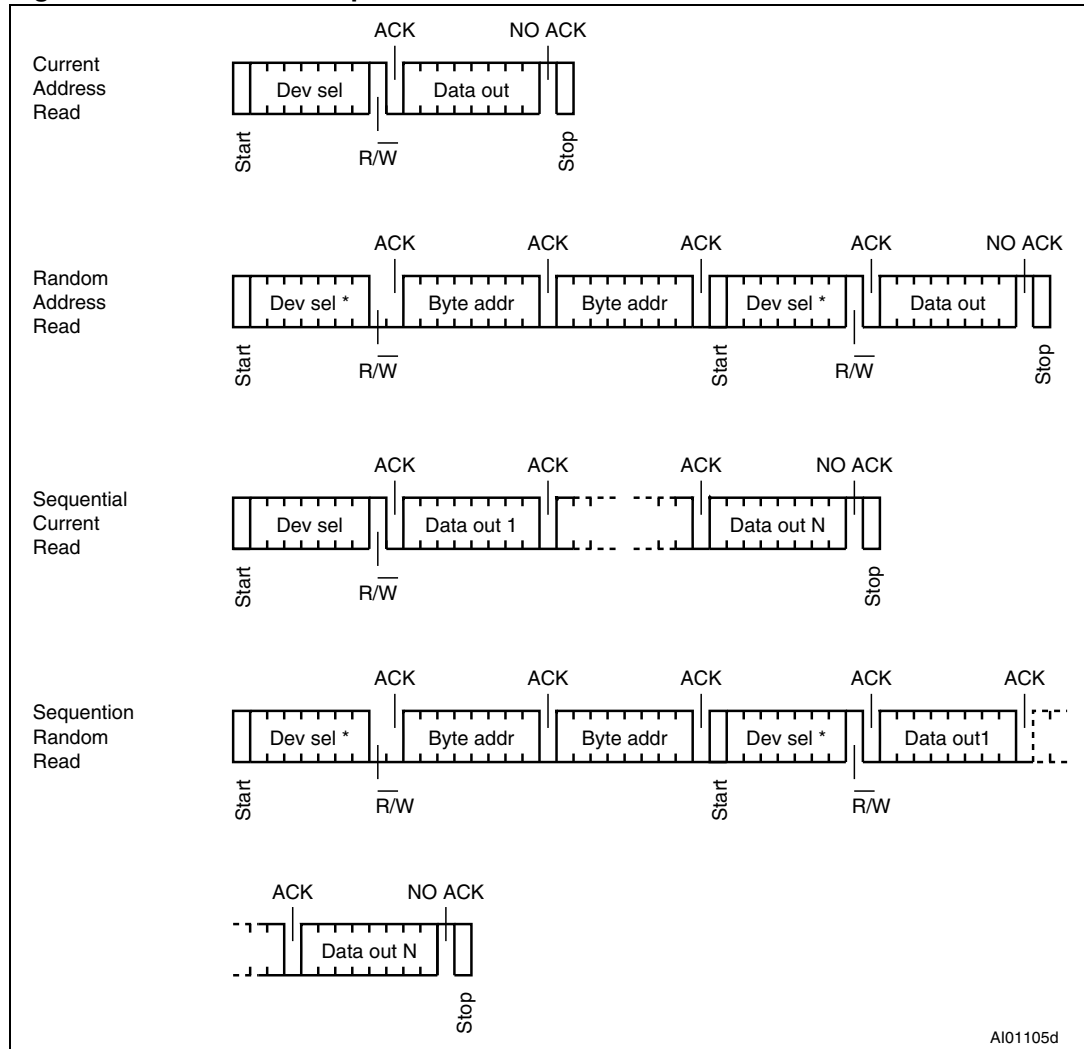 ACK NO ACK
Current
Address
Read
Dev sel Data out
Start R/W Stop
ACK ACK ACK ACK NO ACK
Random
Address
Read
Dev sel * Byte addr Byte addr Dev sel * Data out
Start R/W Start R/W Stop
ACK ACK ACK NO ACK
Sequential
Current
Read
Dev sel Data out 1 Data out N
Start R/W Stop
ACK ACK ACK ACK ACK
Sequention
Random
Read
Dev sel * Byte addr Byte addr Dev sel * Data out1
Start R/W Start R/W
ACK NO ACK
Data out N
Stop
AI01105d